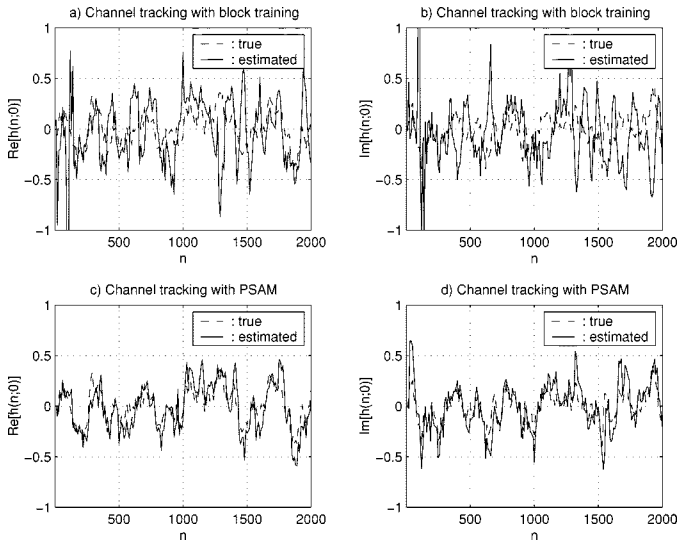 a) Channel tracking with block training
1
0.5
0
−0.5
−1
Re[h(n;0)]
- - : true
— : estimated
500
1000
1500
2000
n
b) Channel tracking with block training
1
0.5
0
−0.5
−1
Im[h(n;0)]
- - : true
— : estimated
500
1000
1500
2000
n
c) Channel tracking with PSAM
1
0.5
0
−0.5
−1
Re[h(n;0)]
- - : true
— : estimated
500
1000
1500
2000
n
d) Channel tracking with PSAM
1
0.5
0
−0.5
−1
Im[h(n;0)]
- - : true
— : estimated
500
1000
1500
2000
n